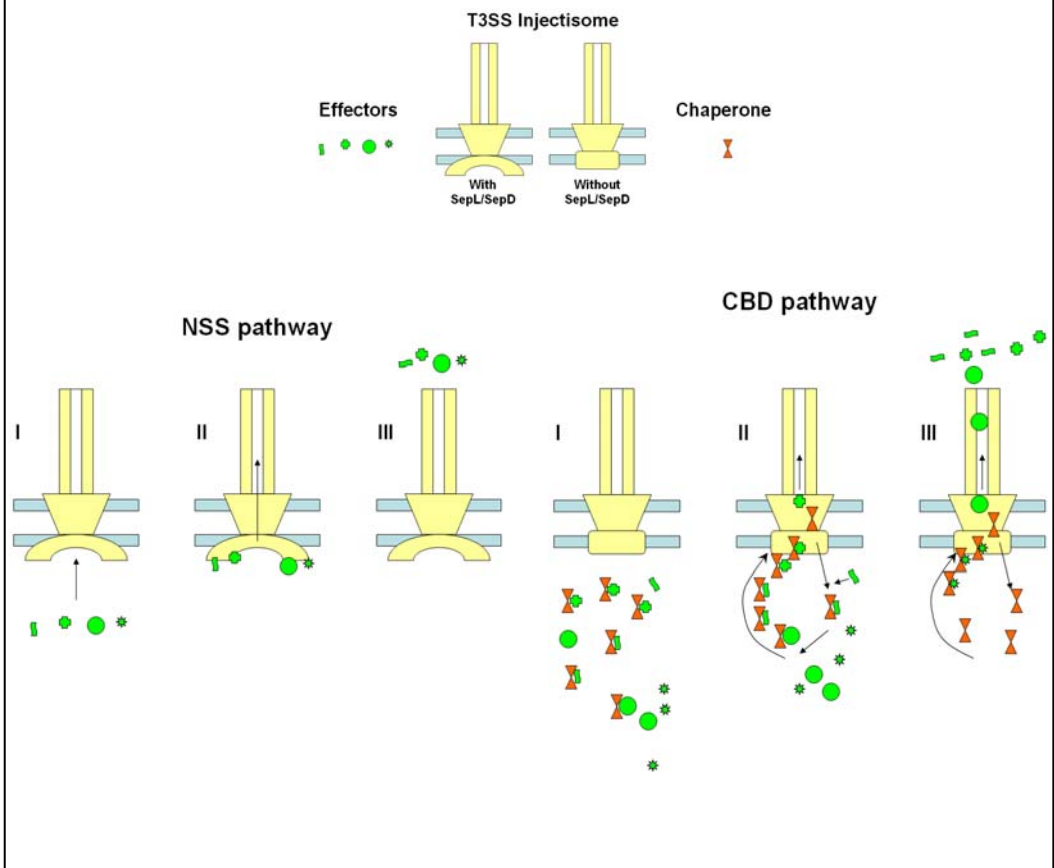 T3SS Injectisome
Effectors
Chaperone
With
SepL/SepD
Without
SepL/SepD
NSS pathway
CBD pathway
I
II
III
I
II
III